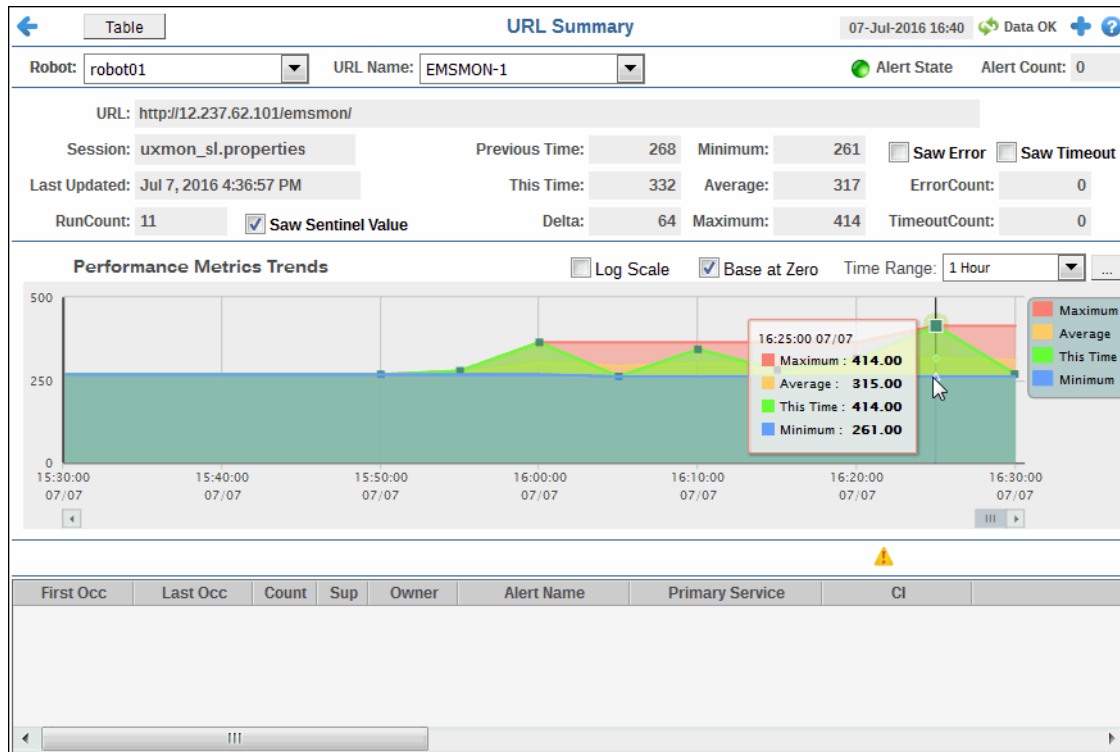 Table URL Summary 07-Jul-2016 16:40 Data OK
Robot: robot01 URL Name: EMSMON-1 Alert State Alert Count: 0
URL: http://12.237.62.101/emsmon/
Session: uxmon_sl.properties Previous Time: 268 Minimum: 261 Saw Error Saw Timeout
Last Updated: Jul 7, 2016 4:36:57 PM This Time: 332 Average: 317 ErrorCount: 0
RunCount: 11 Saw Sentinel Value Delta: 64 Maximum: 414 TimeoutCount: 0
Performance Metrics Trends Log Scale Base at Zero Time Range: 1 Hour ...
500
250
0
16:25:00 07/07
Maximum : 414.00
Average : 315.00
This Time : 414.00
Minimum : 261.00
Maximum
Average
This Time
Minimum
15:30:00 15:40:00 15:50:00 16:00:00 16:10:00 16:20:00 16:30:00
07/07 07/07 07/07 07/07 07/07 07/07 07/07
First Occ Last Occ Count Sup Owner Alert Name Primary Service CI